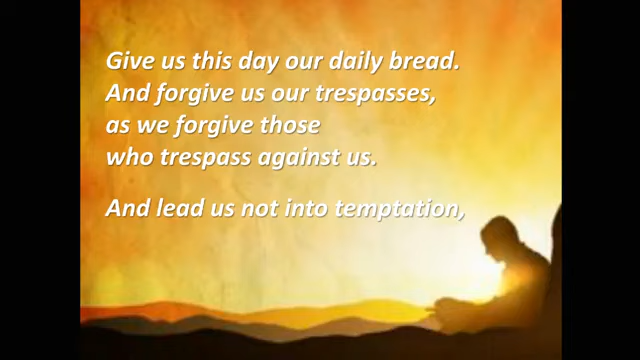 Give us this day our daily bread.
And forgive us our trespasses,
as we forgive those
who trespass against us.
And lead us not into temptation,